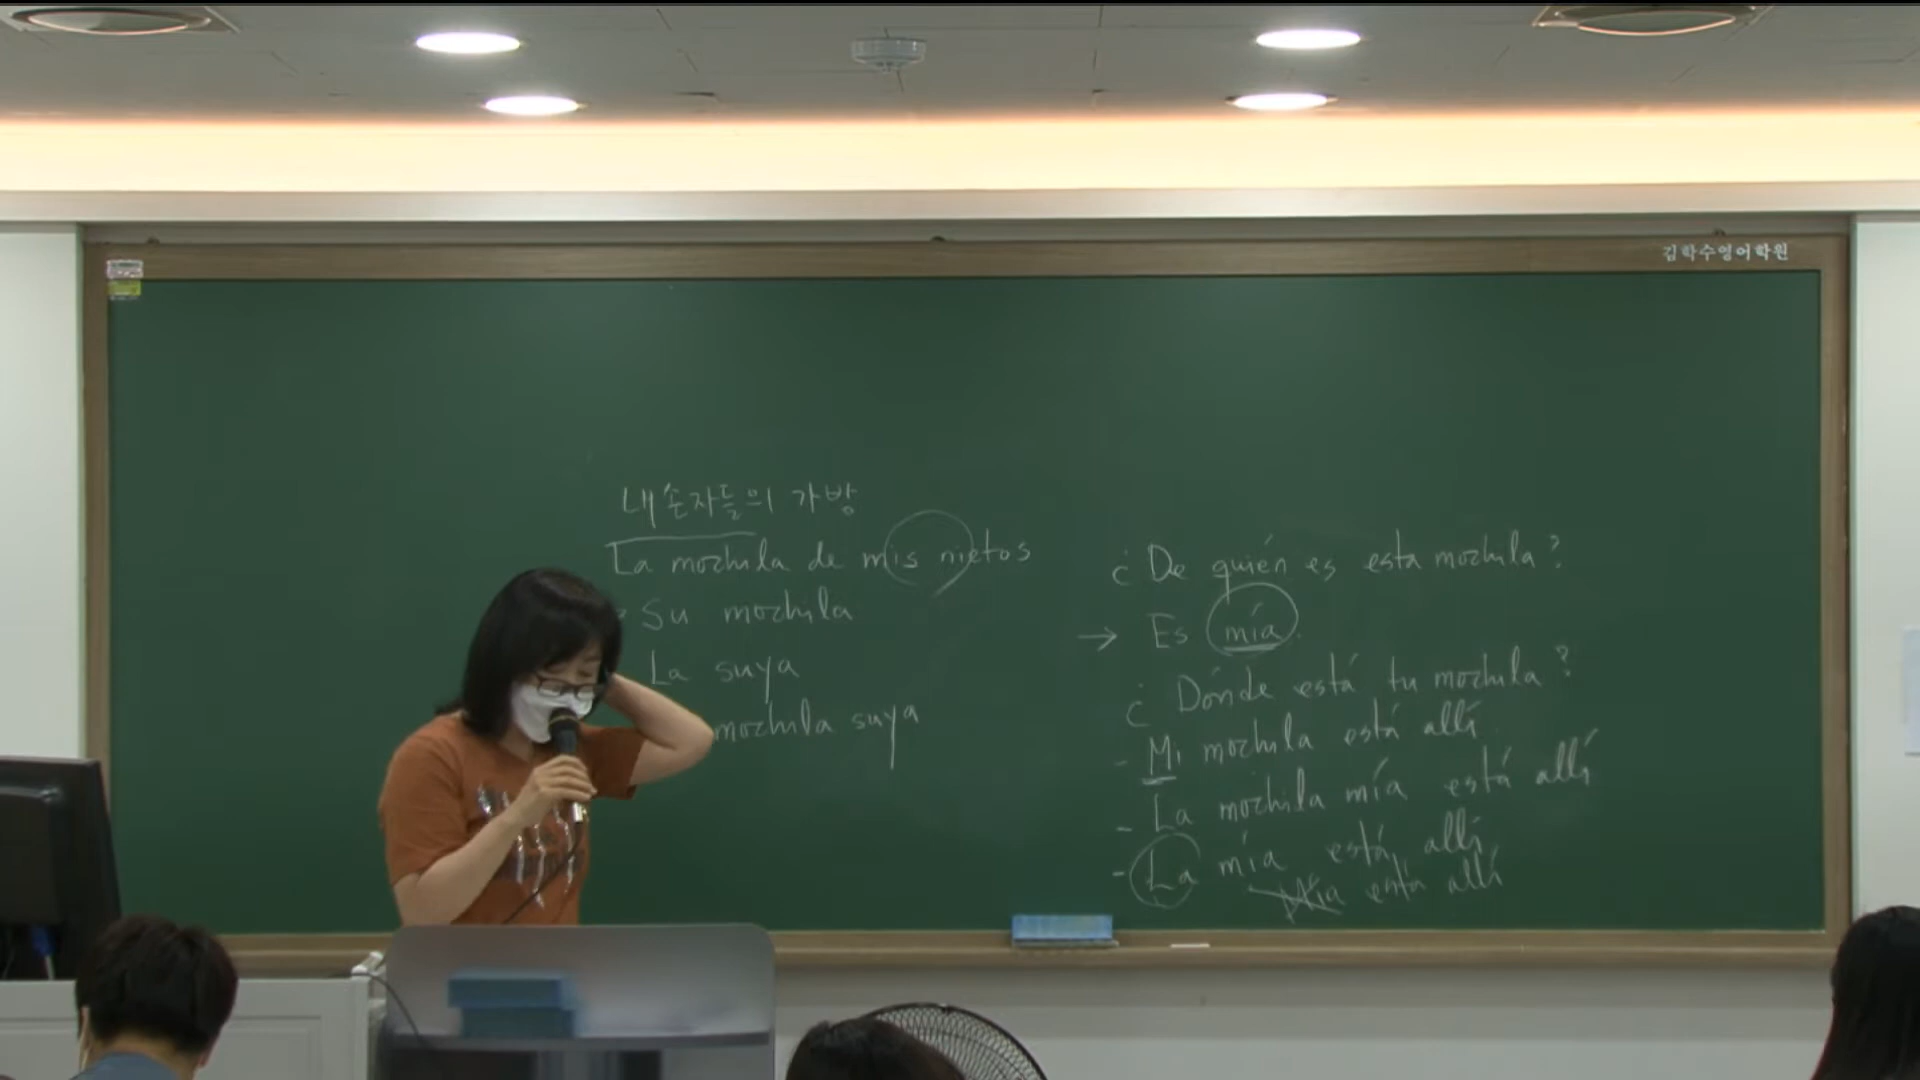 김학수영어학원
내 손자들의 가방
La mochila de mis nietos
Su mochila
La suya
mochila suya
¿De quién es esta mochila?
→ Es mía.
¿Dónde está tu mochila?
- Mi mochila está allí
- La mochila mía está allí
- La mía está allí
Mía está allí